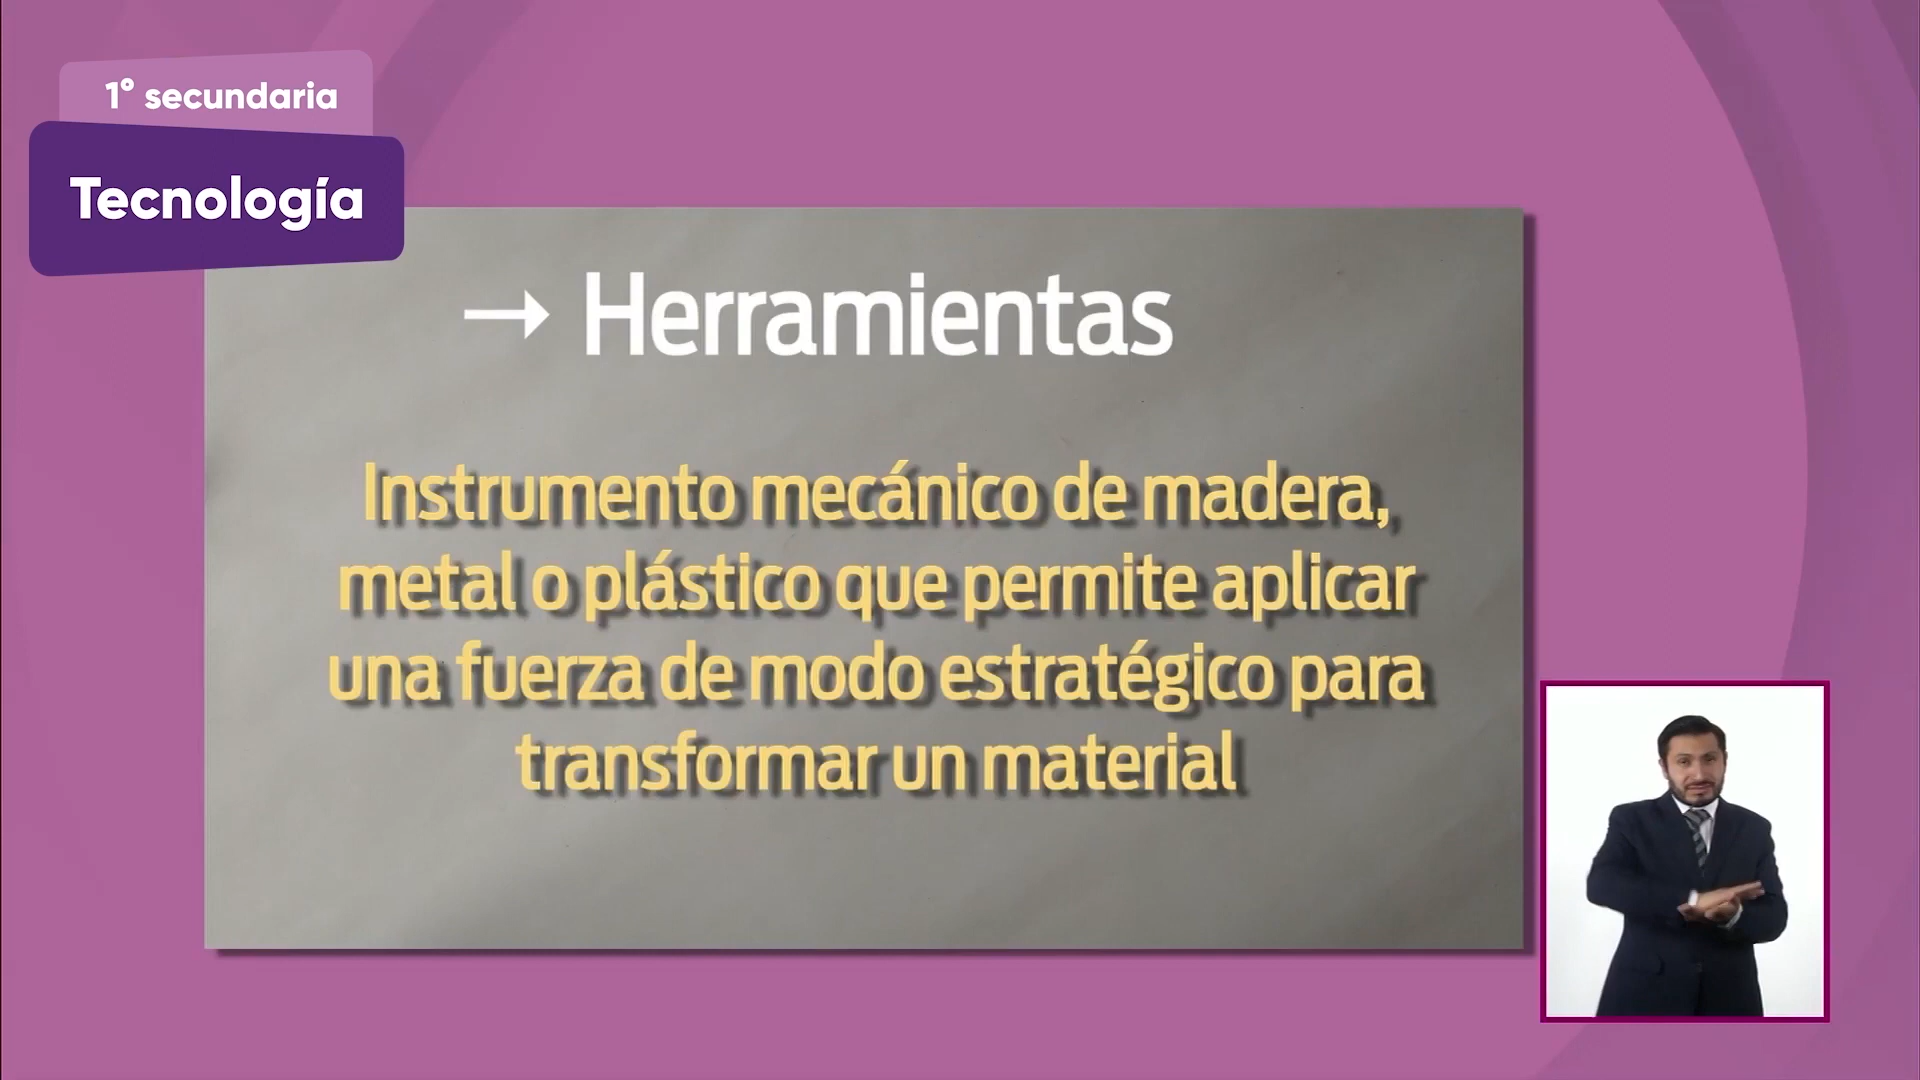 1° secundaria
Tecnología
→ Herramientas
Instrumento mecánico de madera,
metal o plástico que permite aplicar
una fuerza de modo estratégico para
transformar un material